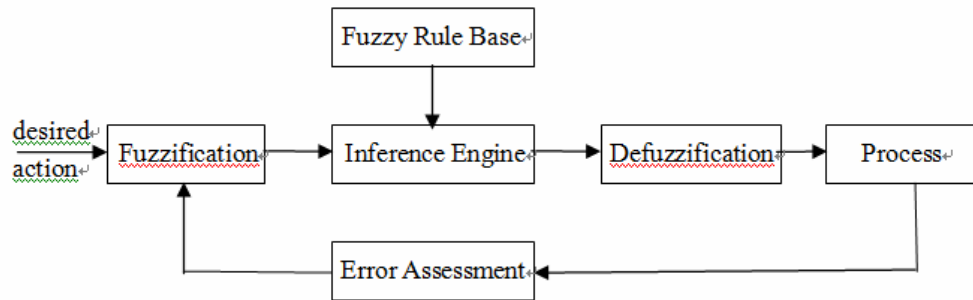 Fuzzy Rule Base
desired
action
Fuzzification
Inference Engine
Defuzzification
Process
Error Assessment